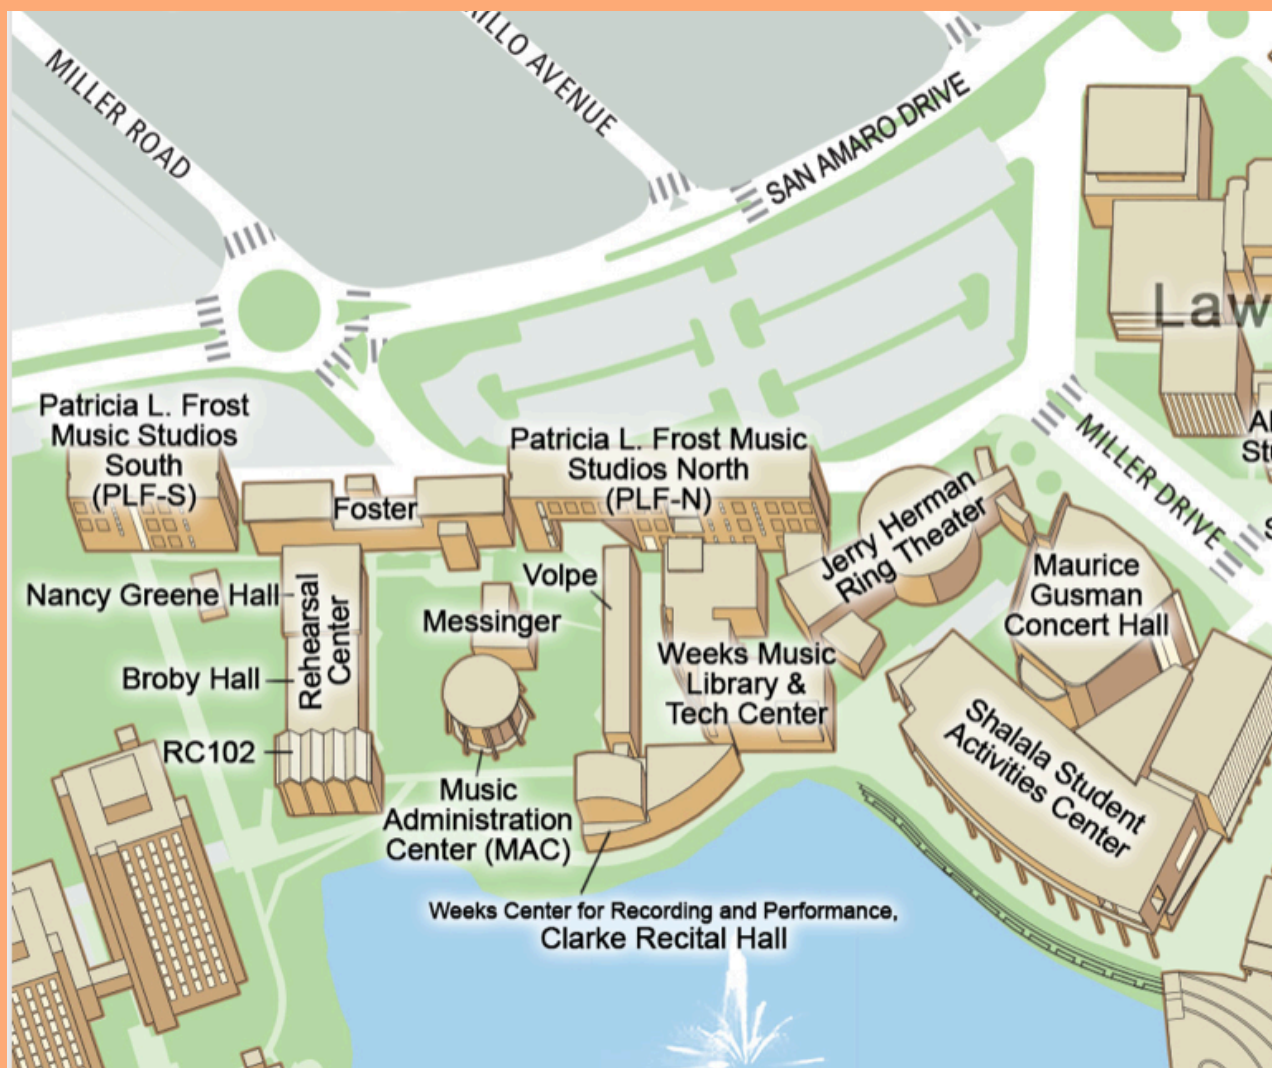 MILLER ROAD
AVENUE
SAN AMARO DRIVE
Law
Patricia L. Frost
Music Studios
South
(PLF-S)
Foster
Patricia L. Frost Music
Studios North
(PLF-N)
Jerry Herman
Ring Theater
MILLER DRIVE
Nancy Greene Hall
Rehearsal
Center
Messinger
Volpe
Maurice
Gusman
Concert Hall
Broby Hall
Weeks Music
Library &
Tech Center
RC102
Shalala Student
Activities Center
Music
Administration
Center (MAC)
Weeks Center for Recording and Performance,
Clarke Recital Hall